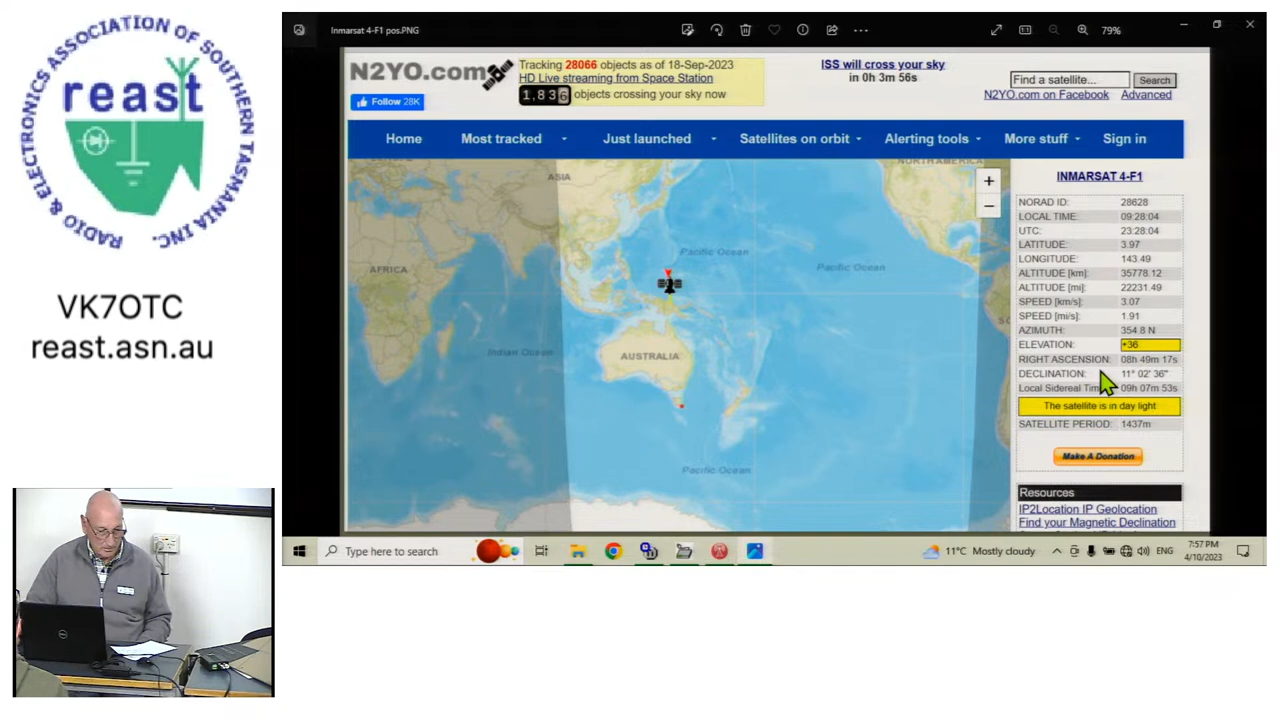 RADIO & ELECTRONICS ASSOCIATION OF SOUTHERN TASMANIA INC.
reast
VK7OTC
reast.asn.au
Inmarsat 4-F1 pos.PNG
79%
N2YO.com
Follow 28K
Tracking 28066 objects as of 18-Sep-2023
HD Live streaming from Space Station
1,836 objects crossing your sky now
ISS will cross your sky
in 0h 3m 56s
Find a satellite...
Search
N2YO.com on Facebook
Advanced
Home
Most tracked
Just launched
Satellites on orbit
Alerting tools
More stuff
Sign in
ASIA
NORTH AMERICA
AFRICA
Pacific Ocean
Pacific Ocean
Indian Ocean
AUSTRALIA
Pacific Ocean
+
−
INMARSAT 4-F1
NORAD ID: 28628
LOCAL TIME: 09:28:04
UTC: 23:28:04
LATITUDE: 3.97
LONGITUDE: 143.49
ALTITUDE [km]: 35778.12
ALTITUDE [mi]: 22231.49
SPEED [km/s]: 3.07
SPEED [mi/s]: 1.91
AZIMUTH: 354.8 N
ELEVATION: +36
RIGHT ASCENSION: 08h 49m 17s
DECLINATION: 11° 02' 36"
Local Sidereal Tim 09h 07m 53s
The satellite is in day light
SATELLITE PERIOD: 1437m
Make A Donation
Resources
IP2Location IP Geolocation
Find your Magnetic Declination
Type here to search
11°C Mostly cloudy
ENG
7:57 PM
4/10/2023